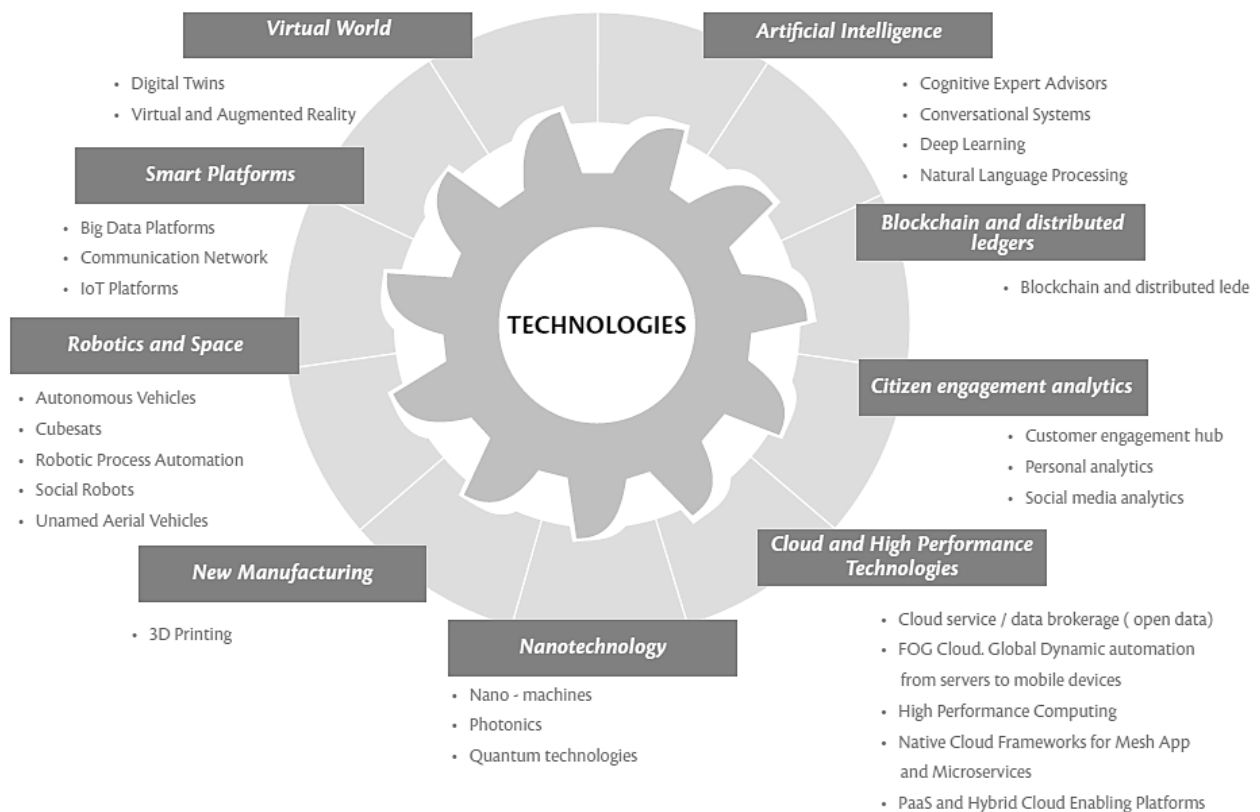 Virtual World
• Digital Twins
• Virtual and Augmented Reality
Smart Platforms
• Big Data Platforms
• Communication Network
• IoT Platforms
Robotics and Space
• Autonomous Vehicles
• Cubesats
• Robotic Process Automation
• Social Robots
• Unamed Aerial Vehicles
New Manufacturing
• 3D Printing
TECHNOLOGIES
Nanotechnology
• Nano - machines
• Photonics
• Quantum technologies
Artificial Intelligence
• Cognitive Expert Advisors
• Conversational Systems
• Deep Learning
• Natural Language Processing
Blockchain and distributed
ledgers
• Blockchain and distributed lede
Citizen engagement analytics
• Customer engagement hub
• Personal analytics
• Social media analytics
Cloud and High Performance
Technologies
• Cloud service / data brokerage ( open data)
• FOG Cloud. Global Dynamic automation
from servers to mobile devices
• High Performance Computing
• Native Cloud Frameworks for Mesh App
and Microservices
• PaaS and Hybrid Cloud Enabling Platforms